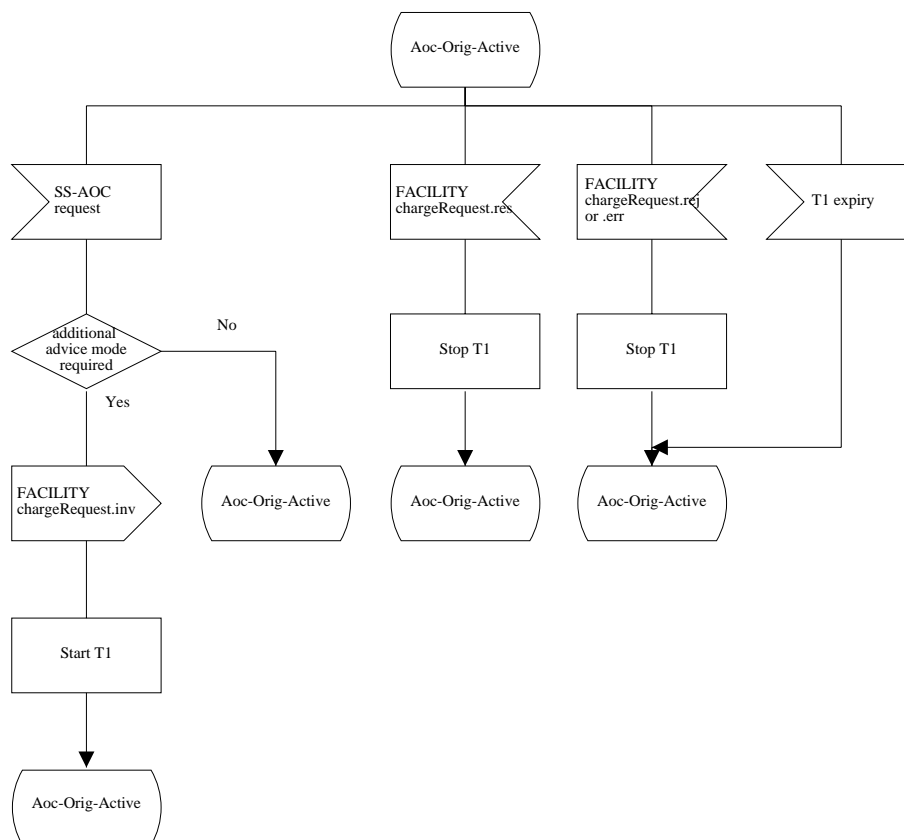 Aoc-Orig-Active
SS-AOC
request
FACILITY
chargeRequest.res
FACILITY
chargeRequest.rej
or .err
T1 expiry
additional
advice mode
required
No
Yes
Stop T1
Stop T1
FACILITY
chargeRequest.inv
Aoc-Orig-Active
Aoc-Orig-Active
Aoc-Orig-Active
Start T1
Aoc-Orig-Active